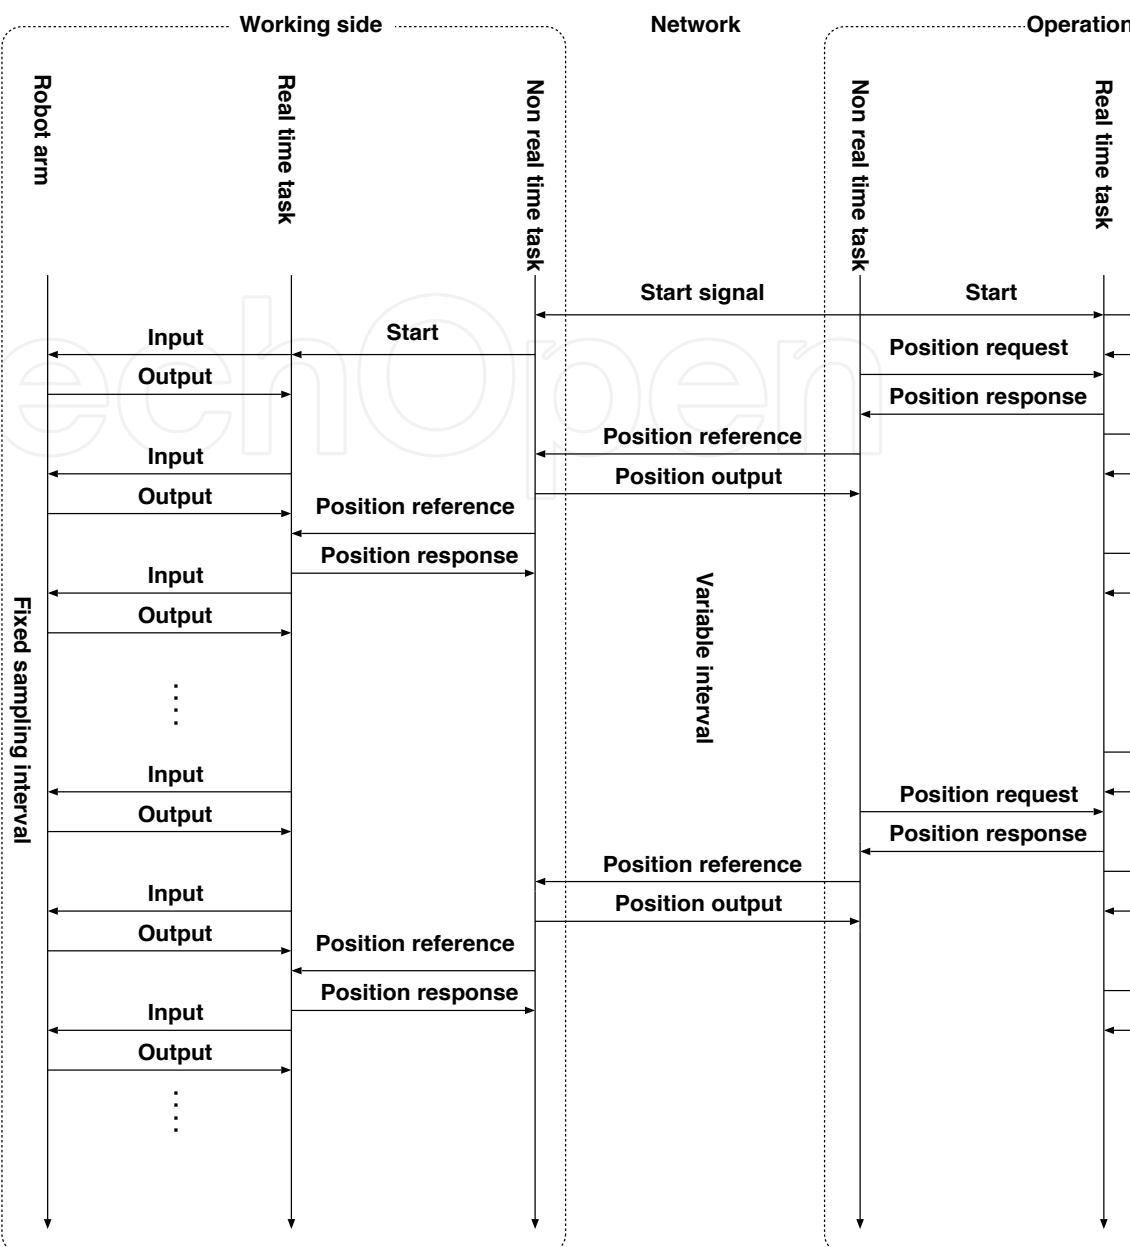 Working side
Network
Operation
Robot arm
Real time task
Non real time task
Non real time task
Real time task
Start signal
Start
Input
Start
Position request
Output
Position response
Position reference
Input
Position output
Output
Position reference
Position response
Input
Output
Fixed sampling interval
Variable interval
Input
Position request
Output
Position response
Position reference
Input
Position output
Output
Position reference
Position response
Input
Output
echOpen